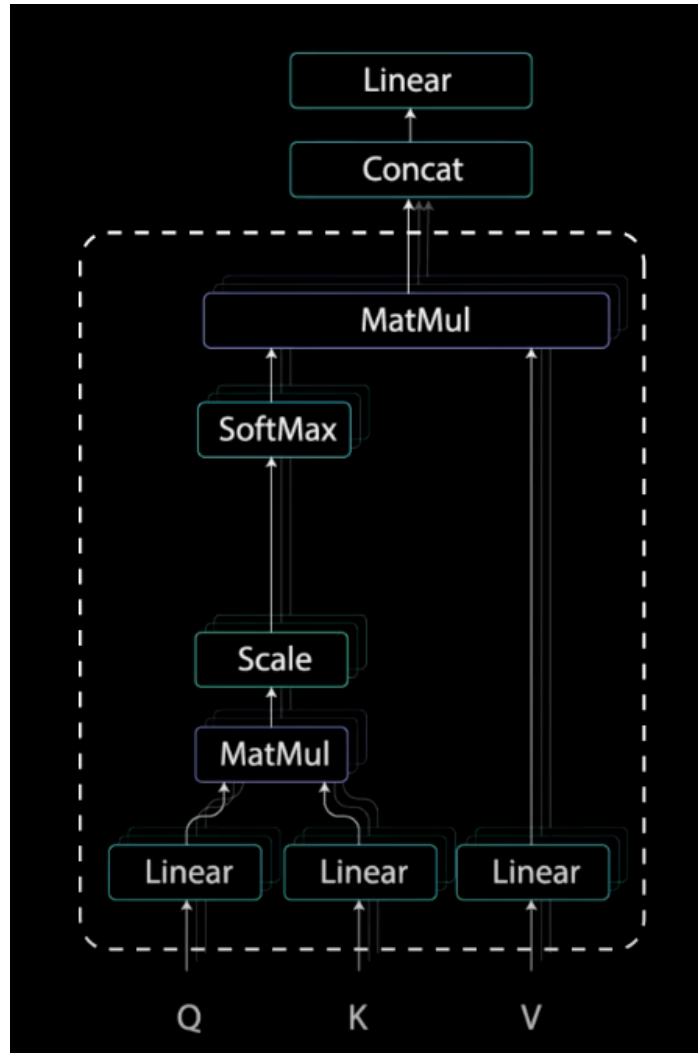 Linear
Concat
MatMul
SoftMax
Scale
MatMul
Linear Linear Linear
Q K V